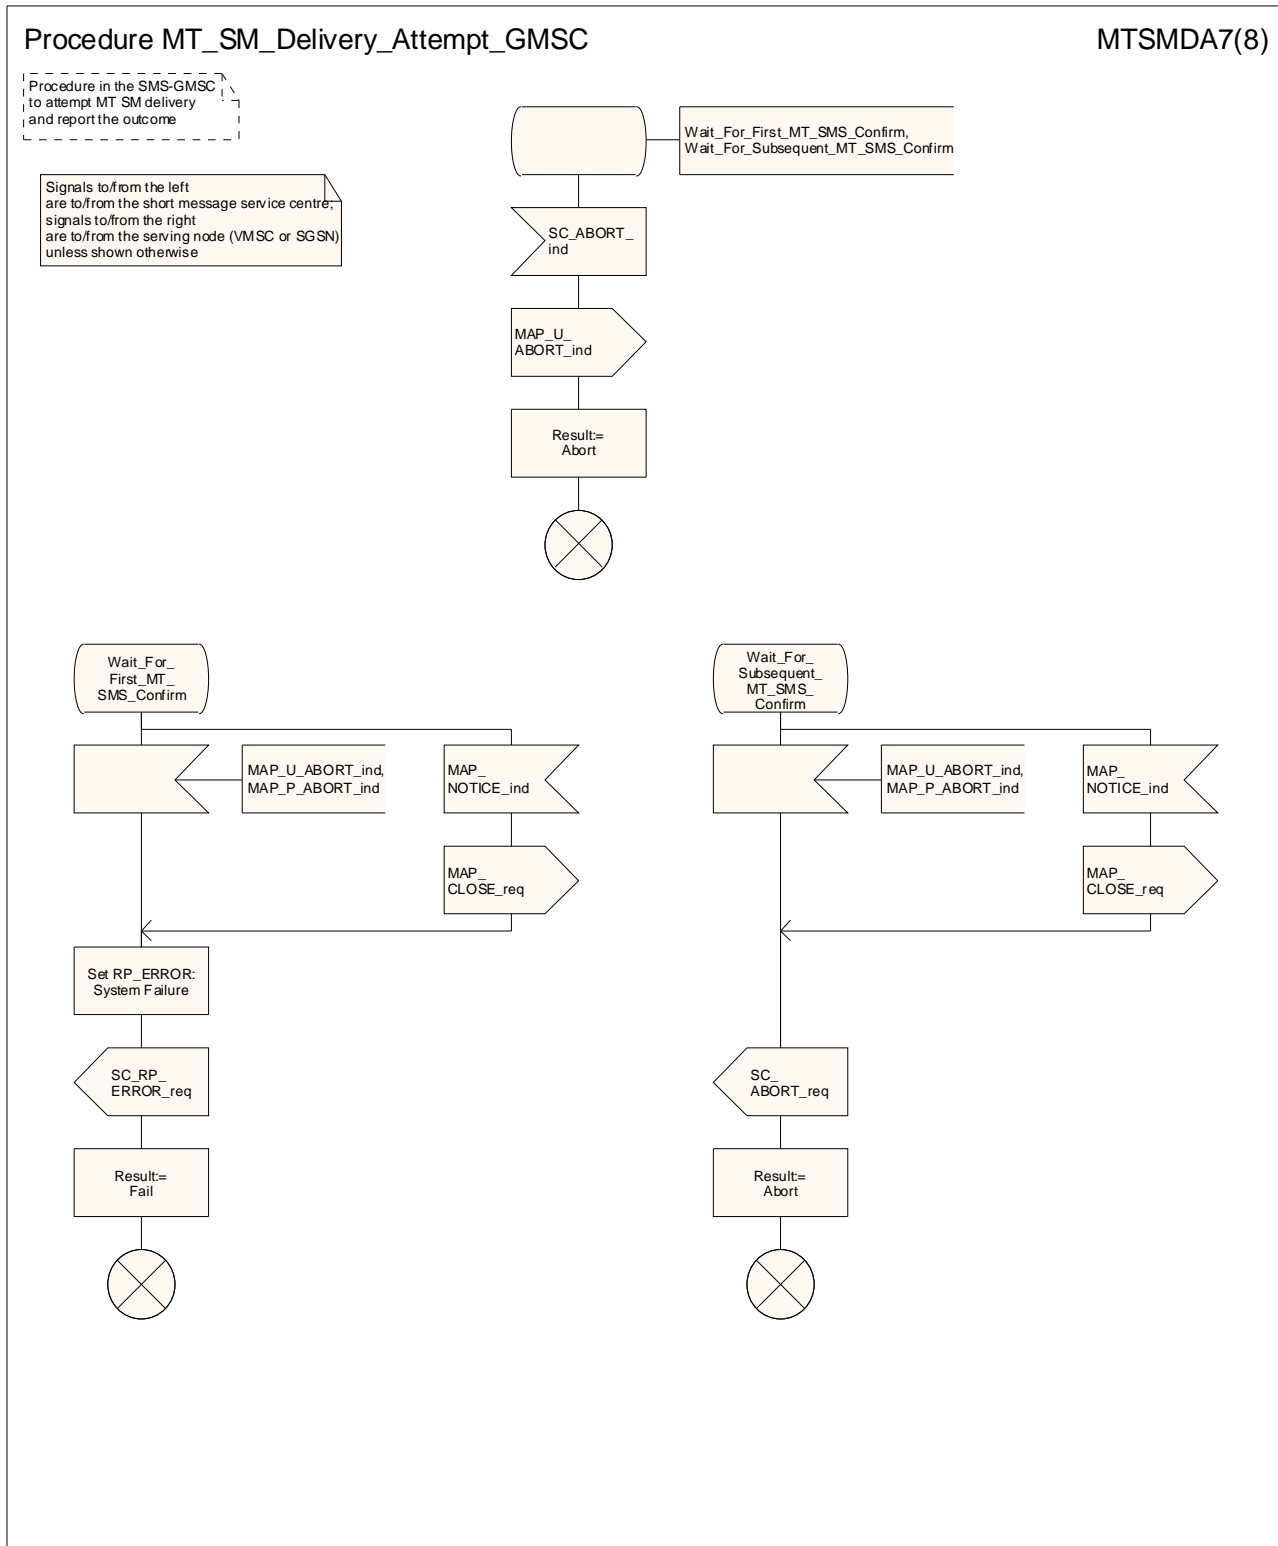 Procedure MT_SM_Delivery_Attempt_GMSC
MTSMDA7(8)
Procedure in the SMS-GMSC
to attempt MT SM delivery
and report the outcome
Signals to/from the left
are to/from the short message service centre;
signals to/from the right
are to/from the serving node (VMSC or SGSN)
unless shown otherwise
Wait_For_First_MT_SMS_Confirm,
Wait_For_Subsequent_MT_SMS_Confirm
SC_ABORT_
ind
MAP_U_
ABORT_ind
Result:=
Abort
Wait_For_
First_MT_
SMS_Confirm
MAP_U_ABORT_ind,
MAP_P_ABORT_ind
MAP_
NOTICE_ind
MAP_
CLOSE_req
Set RP_ERROR:
System Failure
SC_RP_
ERROR_req
Result:=
Fail
Wait_For_
Subsequent_
MT_SMS_
Confirm
MAP_U_ABORT_ind,
MAP_P_ABORT_ind
MAP_
NOTICE_ind
MAP_
CLOSE_req
SC_
ABORT_req
Result:=
Abort